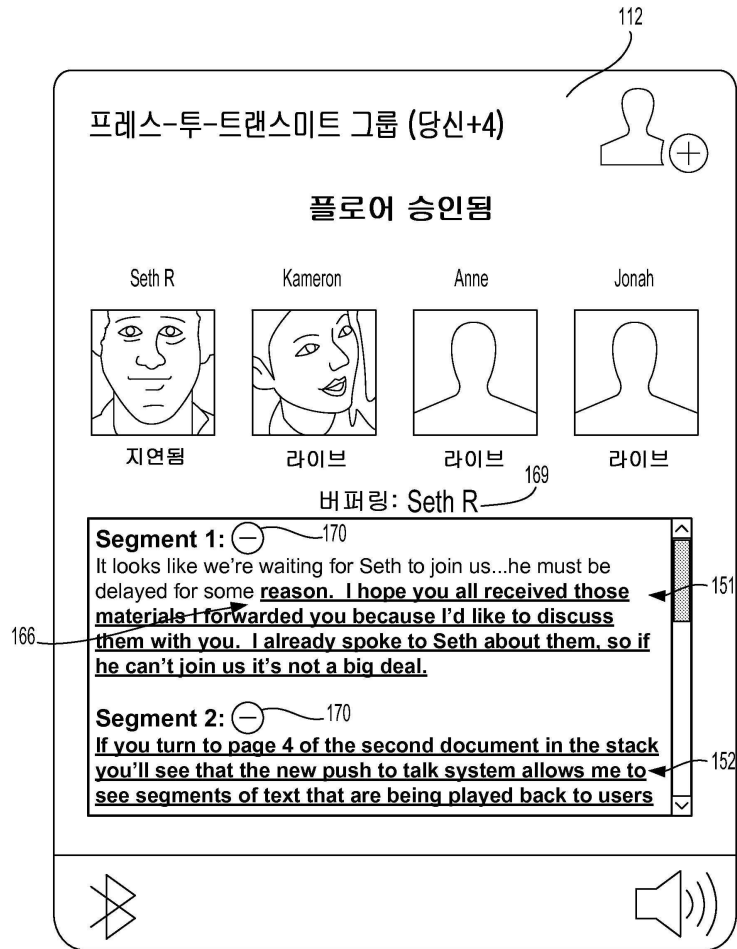 112
프레스-투-트랜스미트 그룹 (당신+4)
플로어 승인됨
Seth R Kameron Anne Jonah
지연됨 라이브 라이브 라이브
버퍼링: Seth R 169
Segment 1: 170
It looks like we're waiting for Seth to join us...he must be
delayed for some reason. I hope you all received those 151
materials I forwarded you because I'd like to discuss
166 them with you. I already spoke to Seth about them, so if
he can't join us it's not a big deal.
Segment 2: 170
If you turn to page 4 of the second document in the stack
you'll see that the new push to talk system allows me to 152
see segments of text that are being played back to users